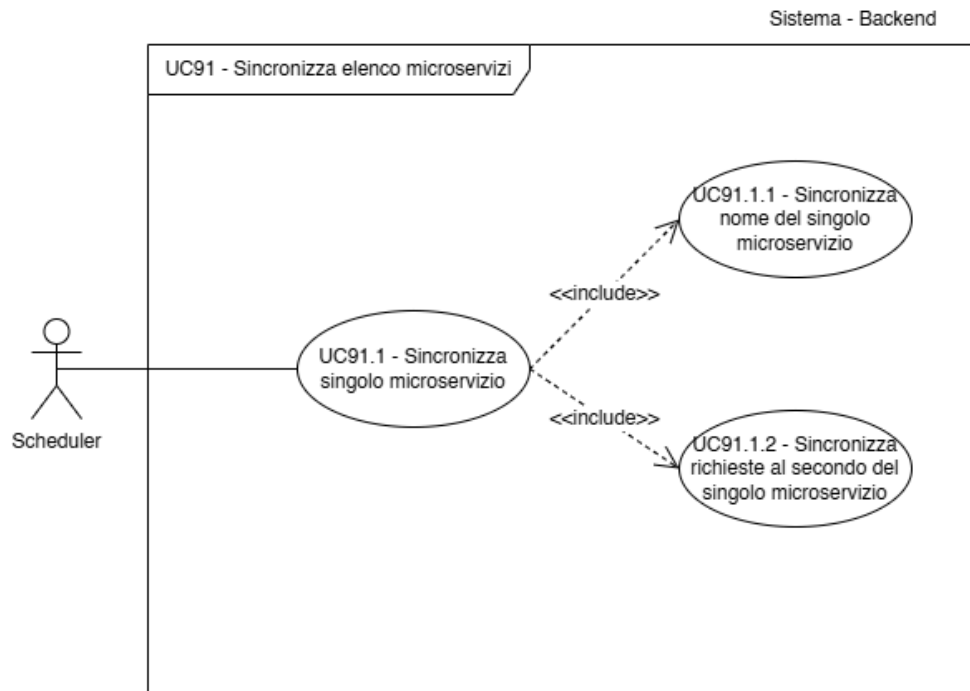 Sistema - Backend
UC91 - Sincronizza elenco microservizi
UC91.1.1 - Sincronizza
nome del singolo
microservizio
<<include>>
UC91.1 - Sincronizza
singolo microservizio
<<include>>
Scheduler
UC91.1.2 - Sincronizza
richieste al secondo del
singolo microservizio